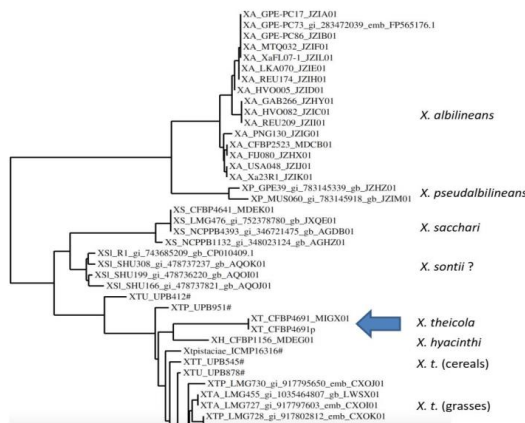 XA_GPE-PC17_JZIA01
XA_GPE-PC73_gi_283472039_emb_FP565176.1
XA_GPE-PC86_JZIB01
XA_MTQ032_JZIF01
XA_XaFL07-1_JZIL01
XA_LKA070_JZIE01
XA_REU174_JZIH01
XA_HVO005_JZID01
XA_GAB266_JZHY01
XA_HVO082_JZIC01
XA_REU209_JZII01
X. albilineans
XA_PNG130_JZIG01
XA_CFBP2523_MDCB01
XA_FIJ080_JZHX01
XA_USA048_JZIJ01
XA_Xa23R1_JZIK01
XP_GPE39_gi_783145339_gb_JZHZ01
X. pseudalbilineans
XP_MUS060_gi_783145918_gb_JZIM01
XS_CFBP4641_MDEK01
XS_LMG476_gi_752378780_gb_JXQE01
X. sacchari
XS_NCPPB4393_gi_346721475_gb_AGDB01
XS_NCPPB1132_gi_348023124_gb_AGHZ01
XSl_R1_gi_743685209_gb_CP010409.1
XSl_SHU308_gi_478737237_gb_AQOK01
X. sontii ?
XSl_SHU199_gi_478736220_gb_AQOI01
XSl_SHU166_gi_478737821_gb_AQOJ01
XTU_UPB412#
XTP_UPB951#
XT_CFBP4691_MIGX01
X. theicola
XT_CFBP4691p
XH_CFBP1156_MDEG01
X. hyacinthi
Xtpistaciae_ICMP16316#
XTT_UPB545#
X. t. (cereals)
XTU_UPB878#
XTP_LMG730_gi_917795650_emb_CXOJ01
XTA_LMG455_gi_1035464807_gb_LWSX01
X. t. (grasses)
XTA_LMG727_gi_917797603_emb_CXOI01
XTP_LMG728_gi_917802812_emb_CXOK01